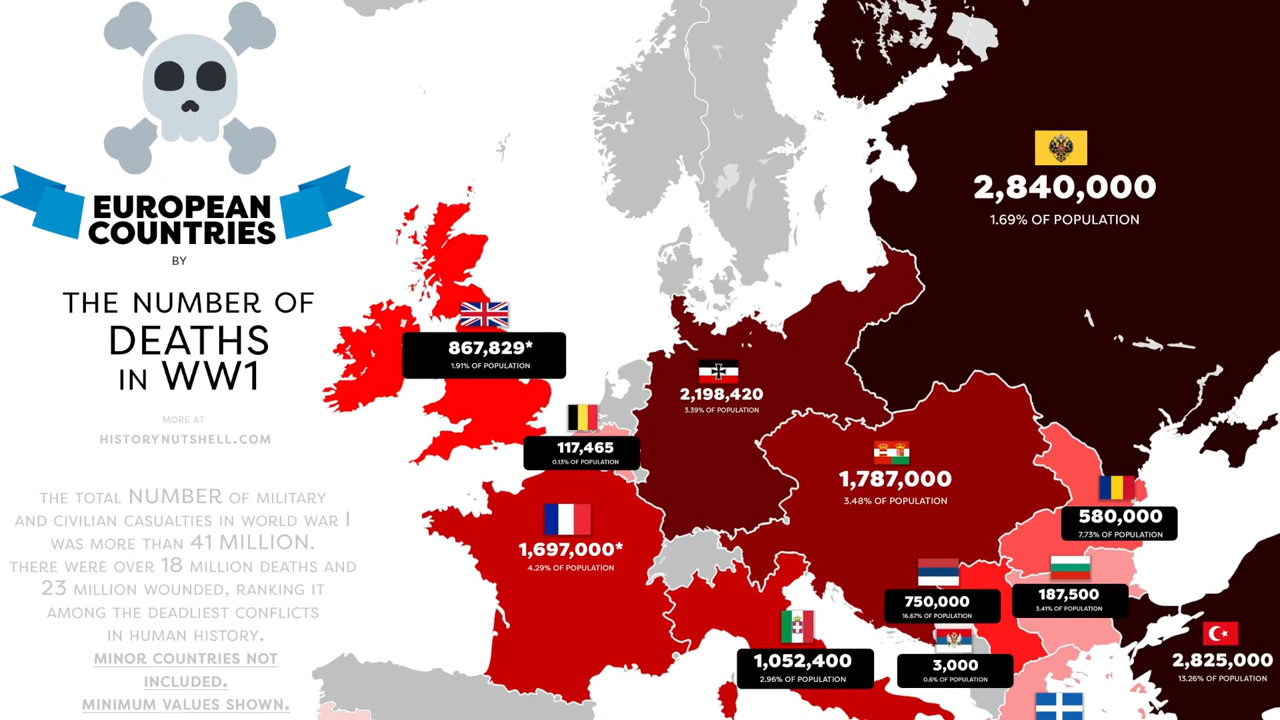 EUROPEAN
COUNTRIES
BY
THE NUMBER OF
DEATHS
IN WW1
MORE AT
HISTORYNUTSHELL.COM
THE TOTAL NUMBER OF MILITARY
AND CIVILIAN CASUALTIES IN WORLD WAR I
WAS MORE THAN 41 MILLION.
THERE WERE OVER 18 MILLION DEATHS AND
23 MILLION WOUNDED, RANKING IT
AMONG THE DEADLIEST CONFLICTS
IN HUMAN HISTORY.
MINOR COUNTRIES NOT
INCLUDED.
MINIMUM VALUES SHOWN.
2,840,000
1.69% OF POPULATION
867,829*
1.91% OF POPULATION
2,198,420
3.39% OF POPULATION
117,465
0.13% OF POPULATION
1,787,000
3.48% OF POPULATION
1,697,000*
4.29% OF POPULATION
580,000
7.73% OF POPULATION
187,500
3.41% OF POPULATION
750,000
16.67% OF POPULATION
1,052,400
2.96% OF POPULATION
3,000
0.6% OF POPULATION
2,825,000
13.26% OF POPULATION